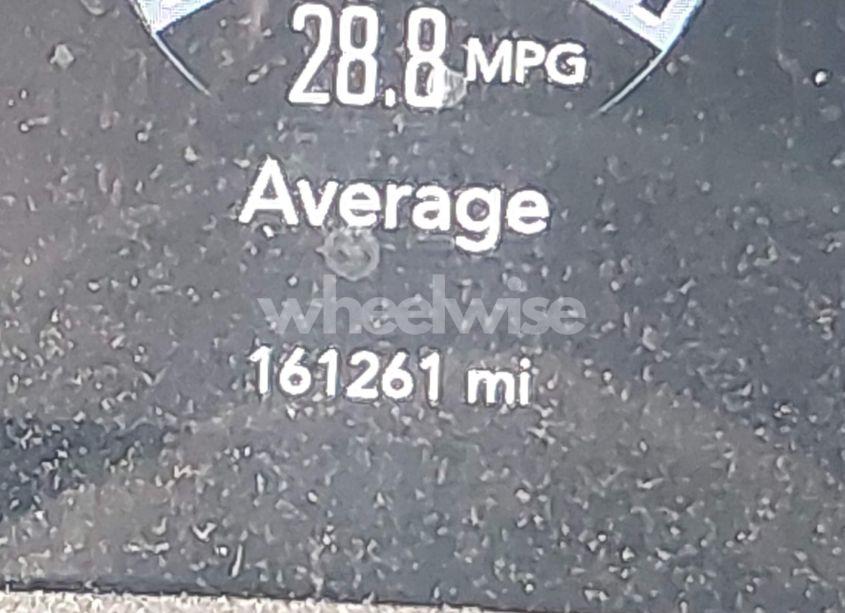 28.8 MPG
Average
wheelwise
161261 mi